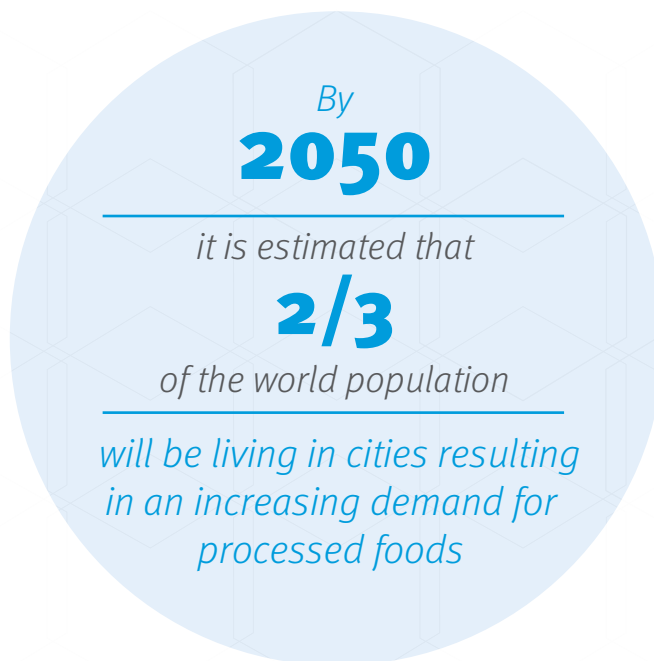 By
2050
it is estimated that
2/3
of the world population
will be living in cities resulting
in an increasing demand for
processed foods